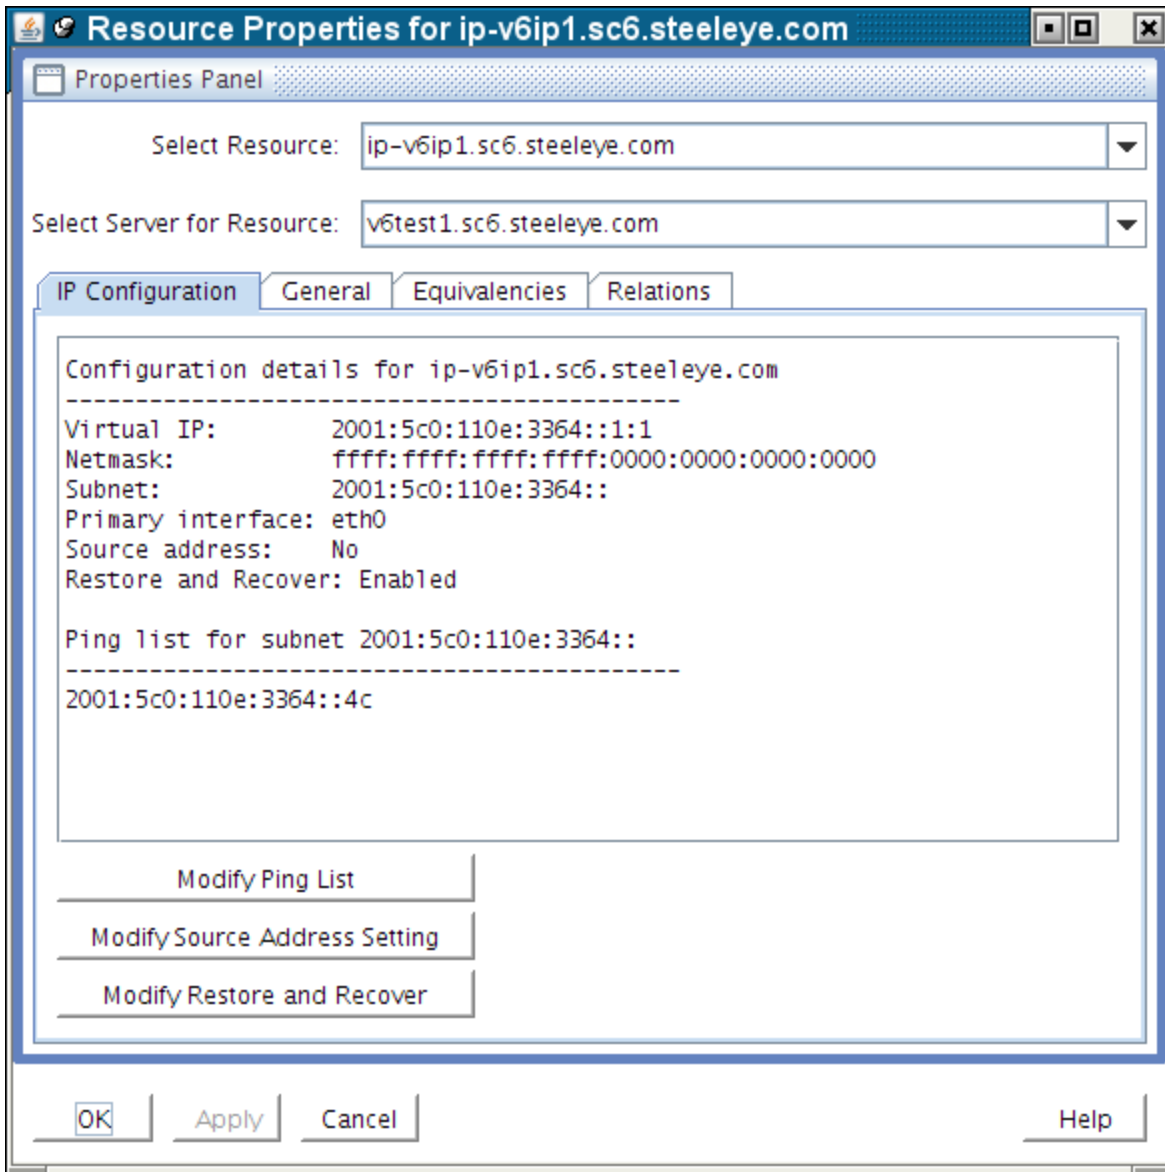 Resource Properties for ip-v6ip1.sc6.steeleye.com
Properties Panel
Select Resource: ip-v6ip1.sc6.steeleye.com
Select Server for Resource: v6test1.sc6.steeleye.com
IP Configuration General Equivalencies Relations
Configuration details for ip-v6ip1.sc6.steeleye.com
---------------------------------------------
Virtual IP: 2001:5c0:110e:3364::1:1
Netmask: ffff:ffff:ffff:ffff:0000:0000:0000:0000
Subnet: 2001:5c0:110e:3364::
Primary interface: eth0
Source address: No
Restore and Recover: Enabled
Ping list for subnet 2001:5c0:110e:3364::
---------------------------------------------
2001:5c0:110e:3364::4c
Modify Ping List
Modify Source Address Setting
Modify Restore and Recover
OK Apply Cancel Help